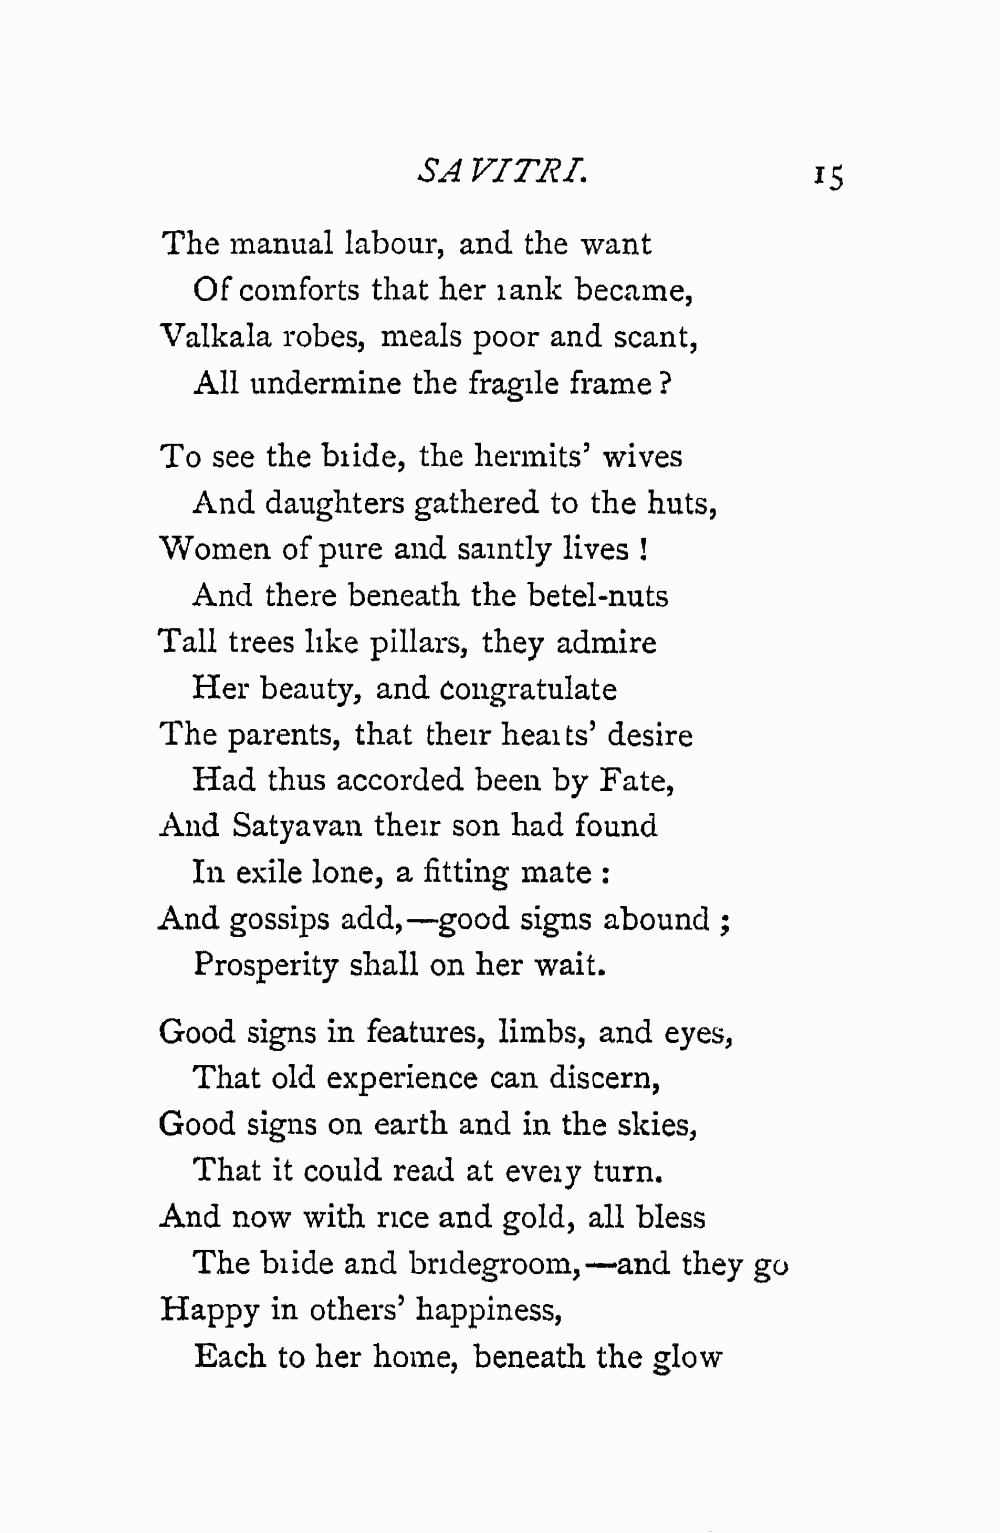 SAVITRI. 15
The manual labour, and the want
Of comforts that her rank became,
Valkala robes, meals poor and scant,
All undermine the fragile frame ?
To see the bride, the hermits' wives
And daughters gathered to the huts,
Women of pure and saintly lives !
And there beneath the betel-nuts
Tall trees like pillars, they admire
Her beauty, and congratulate
The parents, that their hearts' desire
Had thus accorded been by Fate,
And Satyavan their son had found
In exile lone, a fitting mate :
And gossips add,—good signs abound ;
Prosperity shall on her wait.
Good signs in features, limbs, and eyes,
That old experience can discern,
Good signs on earth and in the skies,
That it could read at every turn.
And now with rice and gold, all bless
The bride and bridegroom,—and they go
Happy in others' happiness,
Each to her home, beneath the glow